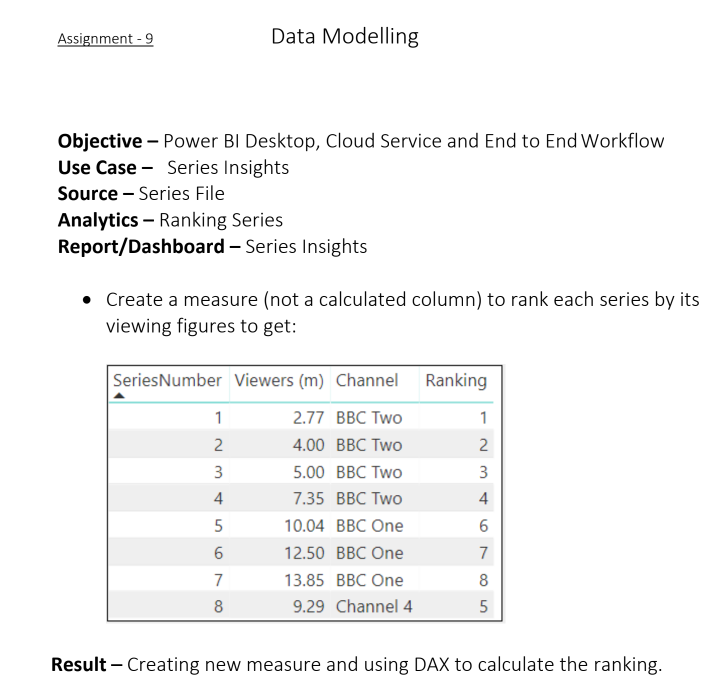 Assignment - 9 Data Modelling
Objective – Power BI Desktop, Cloud Service and End to End Workflow
Use Case – Series Insights
Source – Series File
Analytics – Ranking Series
Report/Dashboard – Series Insights
• Create a measure (not a calculated column) to rank each series by its
viewing figures to get:
SeriesNumber Viewers (m) Channel Ranking
1 2.77 BBC Two 1
2 4.00 BBC Two 2
3 5.00 BBC Two 3
4 7.35 BBC Two 4
5 10.04 BBC One 6
6 12.50 BBC One 7
7 13.85 BBC One 8
8 9.29 Channel 4 5
Result – Creating new measure and using DAX to calculate the ranking.